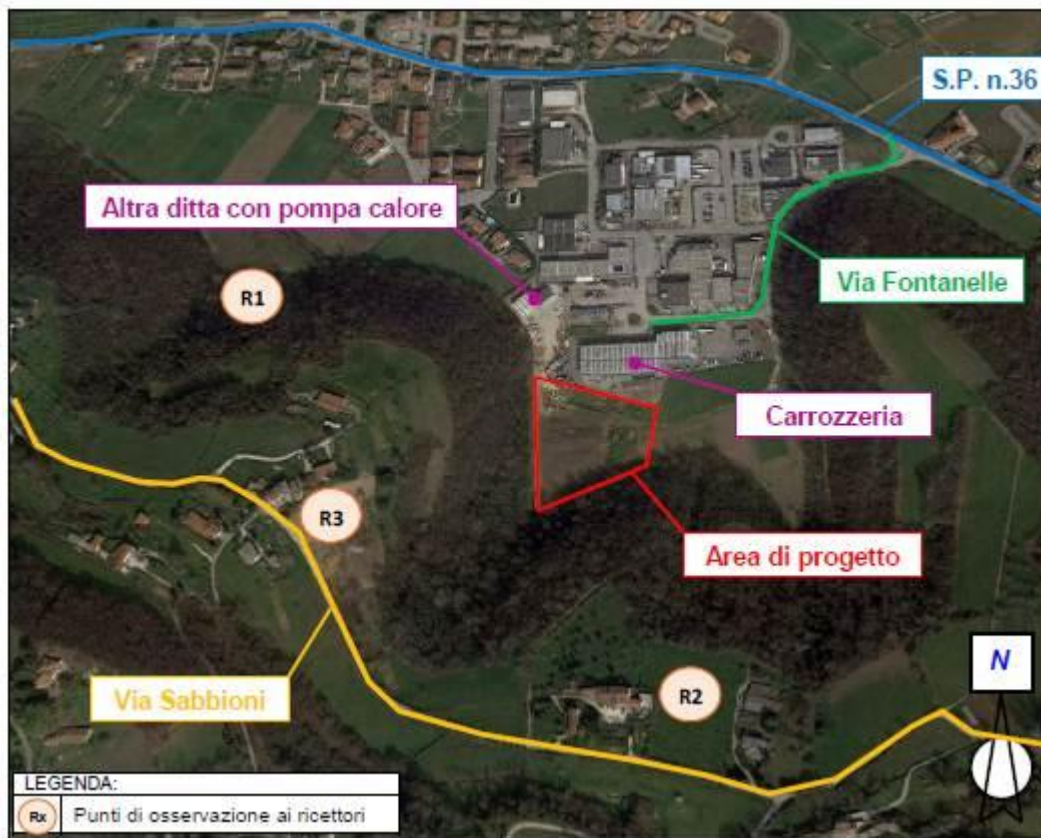 S.P. n.36
Altra ditta con pompa calore
R1
Via Fontanelle
Carrozzeria
R3
Area di progetto
N
R2
Via Sabbioni
LEGENDA:
Rx Punti di osservazione ai ricettori